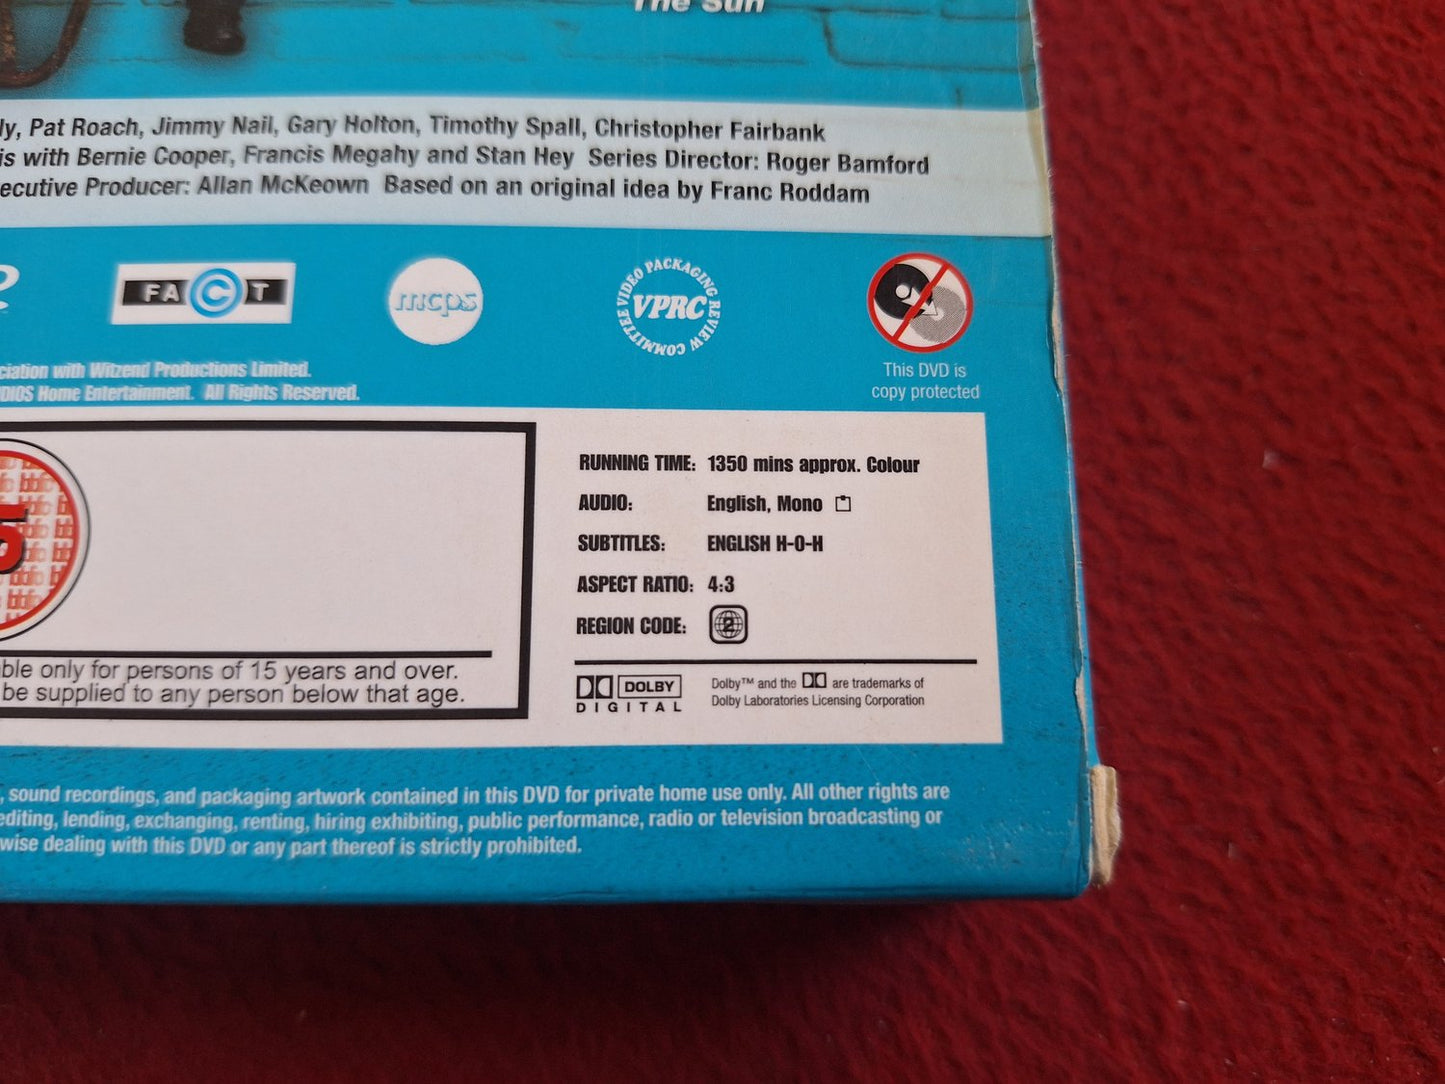 The Sun
ly, Pat Roach, Jimmy Nail, Gary Holton, Timothy Spall, Christopher Fairbank
is with Bernie Cooper, Francis Megahy and Stan Hey Series Director: Roger Bamford
ecutive Producer: Allan McKeown Based on an original idea by Franc Roddam
FACT
mcps
VIDEO PACKAGING REVIEW COMMITTEE
VPRC
This DVD is
copy protected
ciation with Witzend Productions Limited.
DIOS Home Entertainment. All Rights Reserved.
5
bbfc
RUNNING TIME: 1350 mins approx. Colour
AUDIO: English, Mono
SUBTITLES: ENGLISH H-O-H
ASPECT RATIO: 4:3
REGION CODE: 2
ble only for persons of 15 years and over.
be supplied to any person below that age.
DOLBY
DIGITAL
Dolby™ and the are trademarks of
Dolby Laboratories Licensing Corporation
, sound recordings, and packaging artwork contained in this DVD for private home use only. All other rights are
editing, lending, exchanging, renting, hiring exhibiting, public performance, radio or television broadcasting or
wise dealing with this DVD or any part thereof is strictly prohibited.